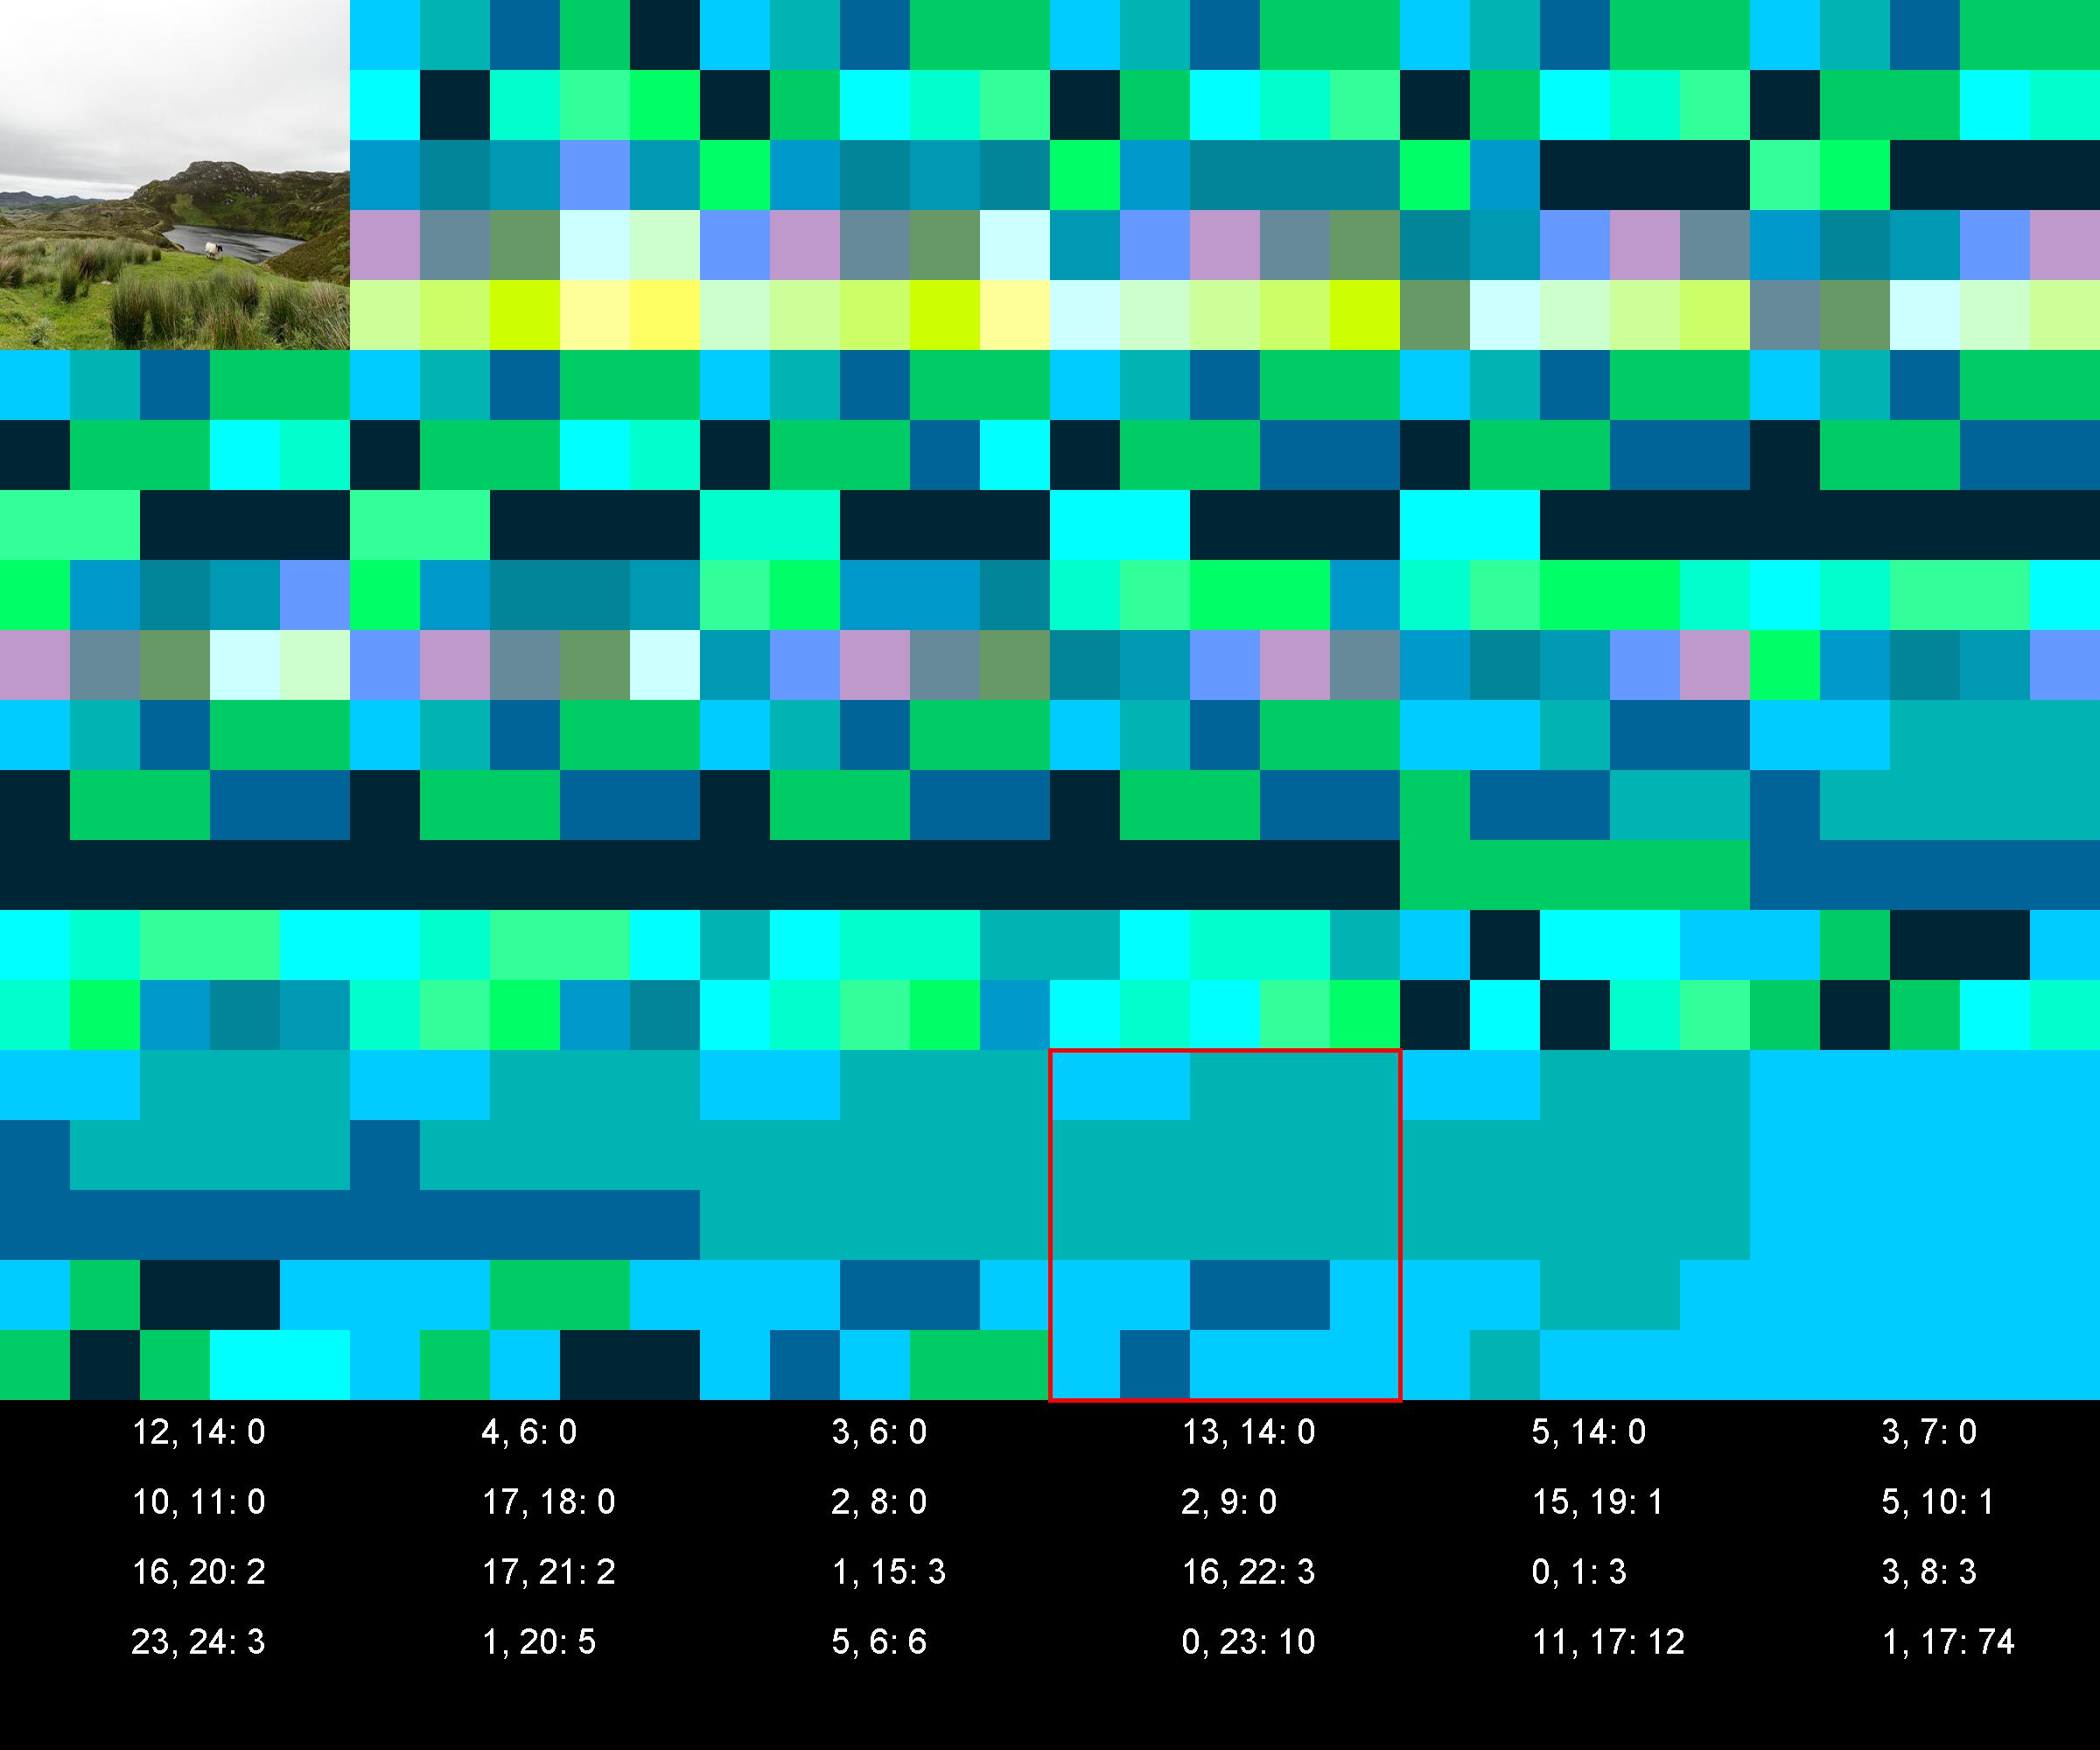 12, 14: 0 4, 6: 0 3, 6: 0 13, 14: 0 5, 14: 0 3, 7: 0
10, 11: 0 17, 18: 0 2, 8: 0 2, 9: 0 15, 19: 1 5, 10: 1
16, 20: 2 17, 21: 2 1, 15: 3 16, 22: 3 0, 1: 3 3, 8: 3
23, 24: 3 1, 20: 5 5, 6: 6 0, 23: 10 11, 17: 12 1, 17: 74